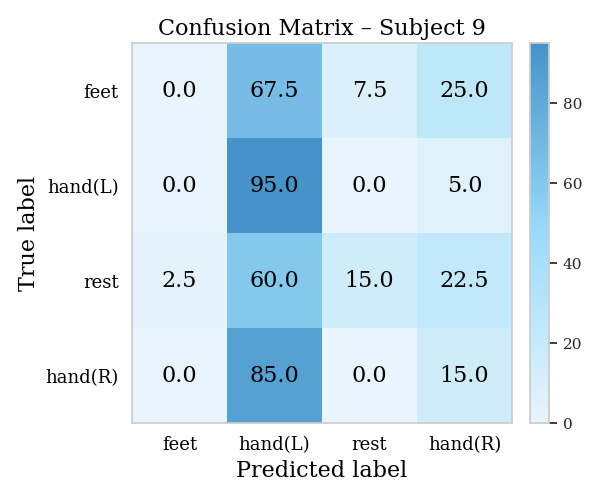 Confusion Matrix – Subject 9
feet 0.0 67.5 7.5 25.0
hand(L) 0.0 95.0 0.0 5.0
rest 2.5 60.0 15.0 22.5
hand(R) 0.0 85.0 0.0 15.0
feet hand(L) rest hand(R)
Predicted label
True label
80
60
40
20
0